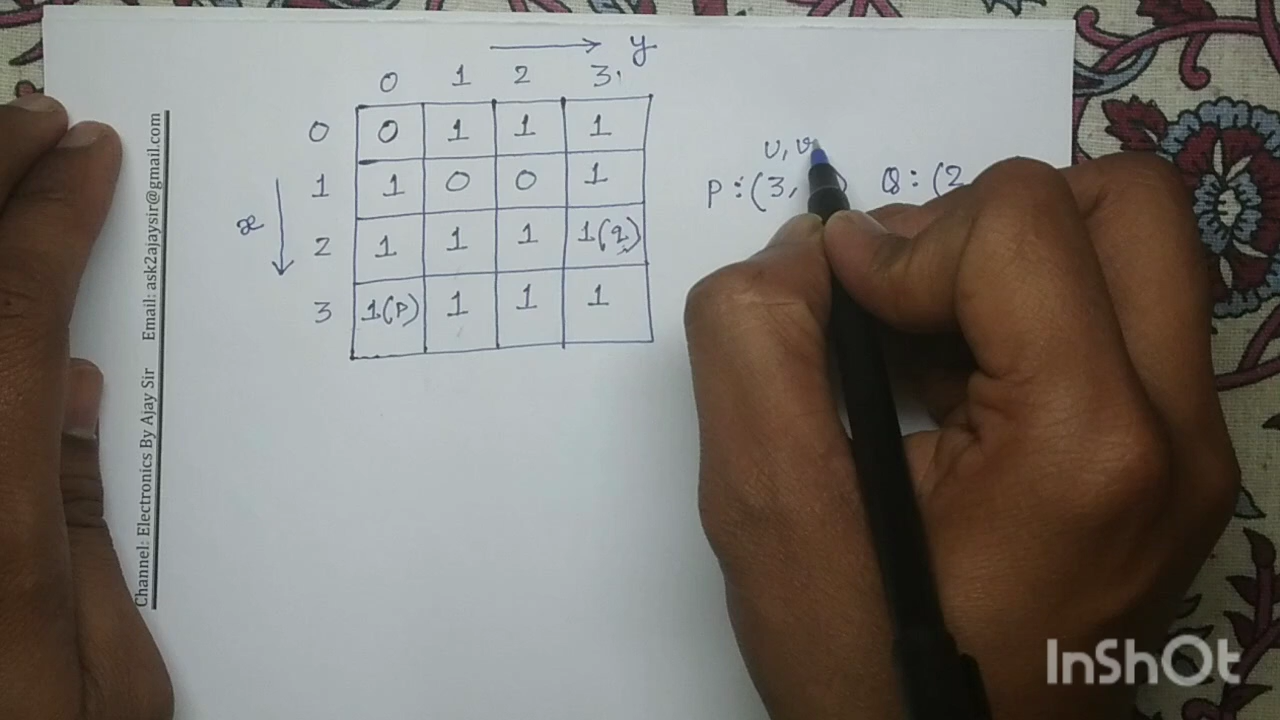 → y
0 1 2 3
0 0 1 1 1
1 1 0 0 1
x 2 1 1 1 1(q)
3 1(P) 1 1 1
U, V
P : (3, ) Q : (2
Channel: Electronics By Ajay Sir Email: ask2ajaysir@gmail.com
InShOt